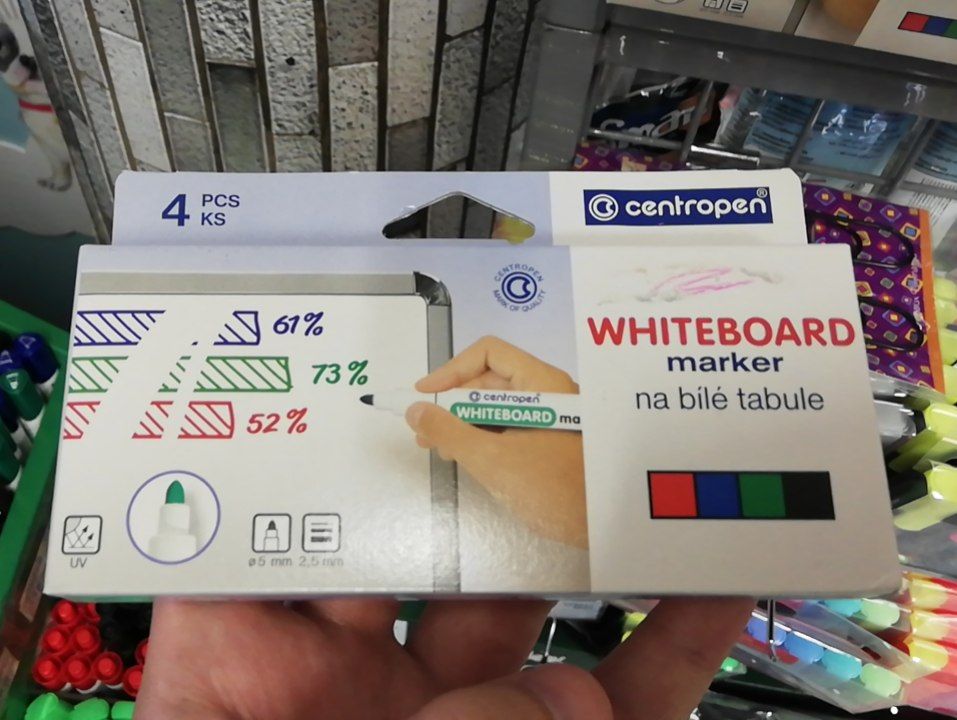 4 PCS
KS
centropen®
CENTROPEN
MARK OF QUALITY
61%
73%
52%
centropen
WHITEBOARD ma
WHITEBOARD
marker
na bílé tabule
UV
ø5 mm 2,5 mm